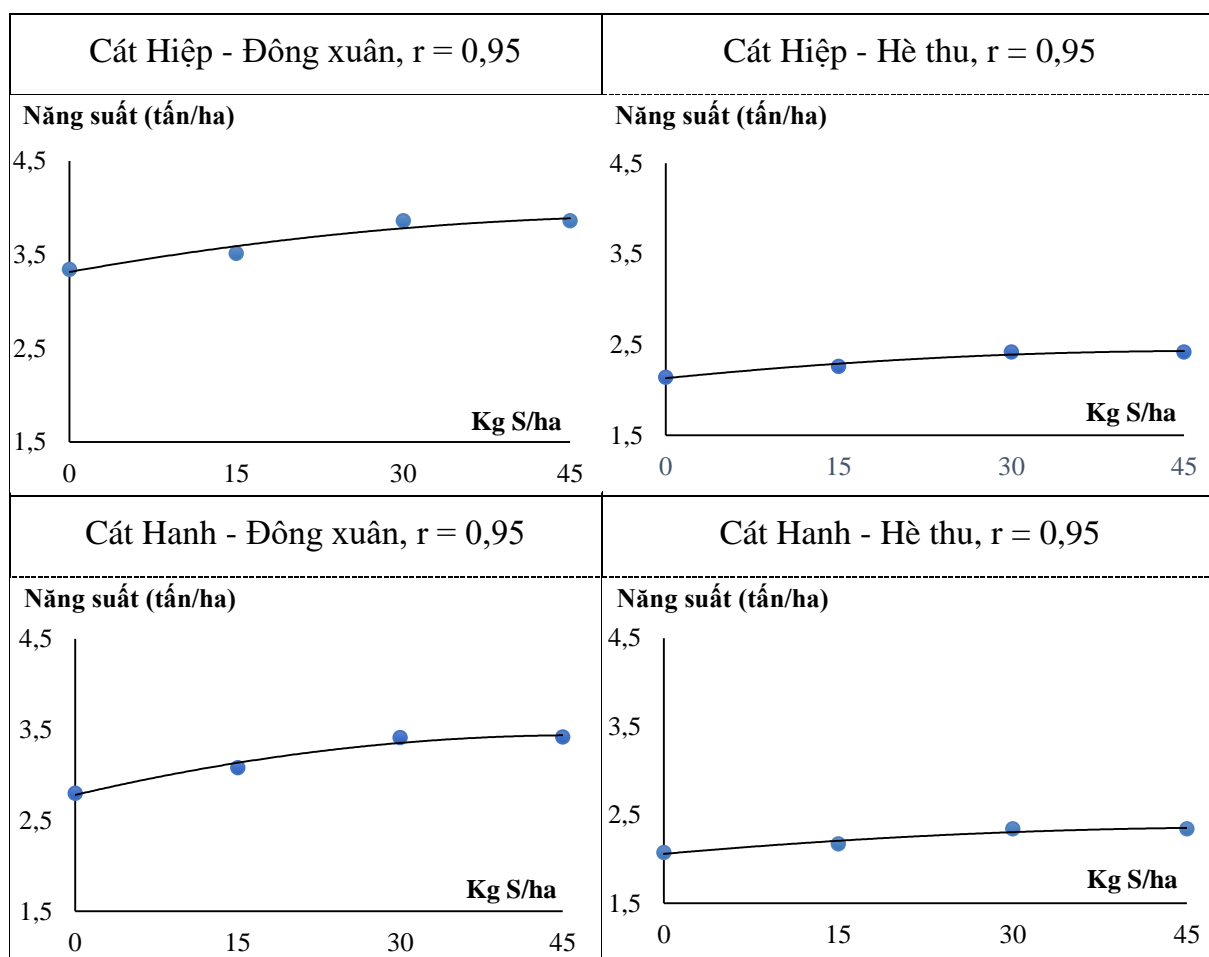 Cát Hiệp - Đông xuân, r = 0,95
Cát Hiệp - Hè thu, r = 0,95
Năng suất (tấn/ha)
4,5
3,5
2,5
1,5
Kg S/ha
0 15 30 45
Năng suất (tấn/ha)
4,5
3,5
2,5
1,5
Kg S/ha
0 15 30 45
Cát Hanh - Đông xuân, r = 0,95
Cát Hanh - Hè thu, r = 0,95
Năng suất (tấn/ha)
4,5
3,5
2,5
1,5
Kg S/ha
0 15 30 45
Năng suất (tấn/ha)
4,5
3,5
2,5
1,5
Kg S/ha
0 15 30 45